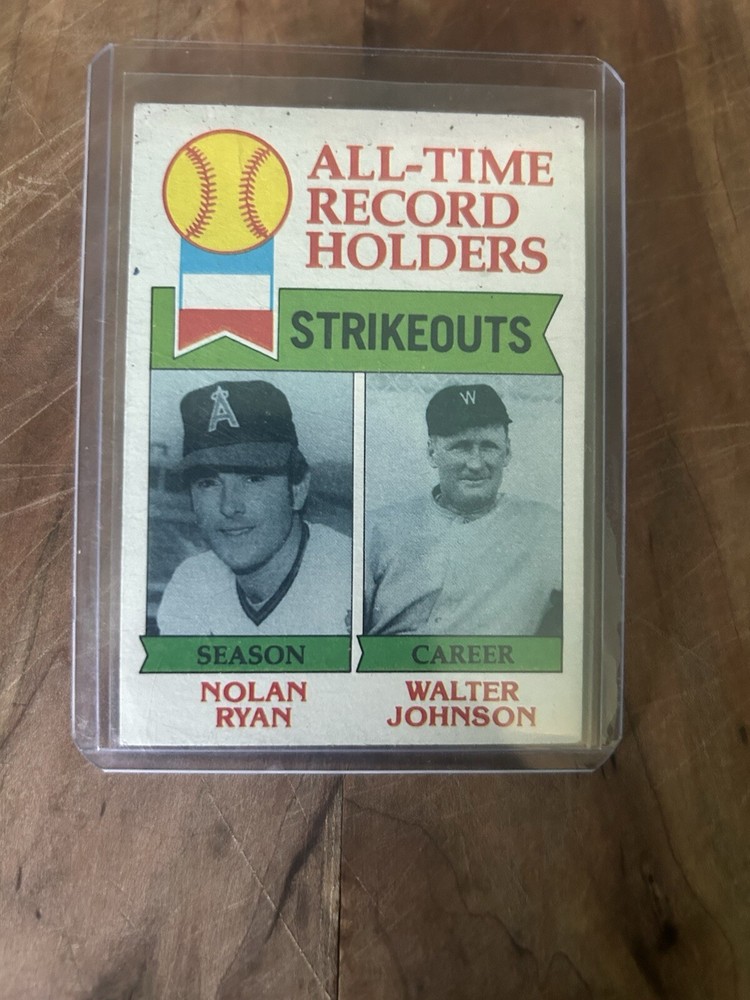 ALL-TIME
RECORD
HOLDERS
STRIKEOUTS
A
W
SEASON
CAREER
NOLAN
RYAN
WALTER
JOHNSON